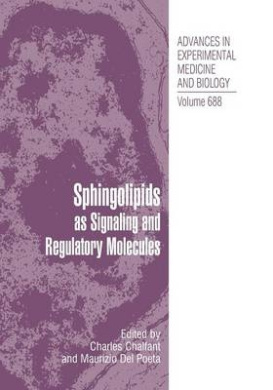 ADVANCES IN
EXPERIMENTAL
MEDICINE
AND BIOLOGY
Volume 688
Sphingolipids
as Signaling and
Regulatory Molecules
Edited by
Charles Chalfant
and Maurizio Del Poeta